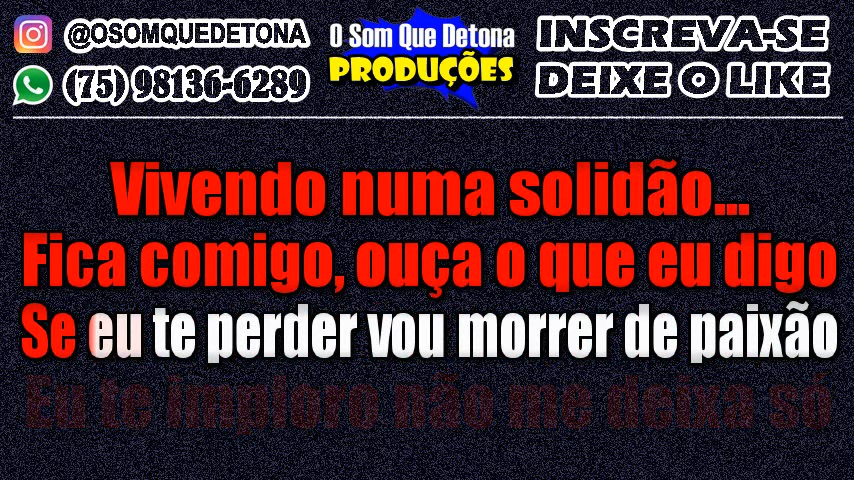 @OSOMQUEDETONA
(75) 98136-6289
O Som Que Detona
PRODUÇÕES
INSCREVA-SE
DEIXE O LIKE
Vivendo numa solidão...
Fica comigo, ouça o que eu digo
Se eu te perder vou morrer de paixão
Eu te imploro não me deixa só